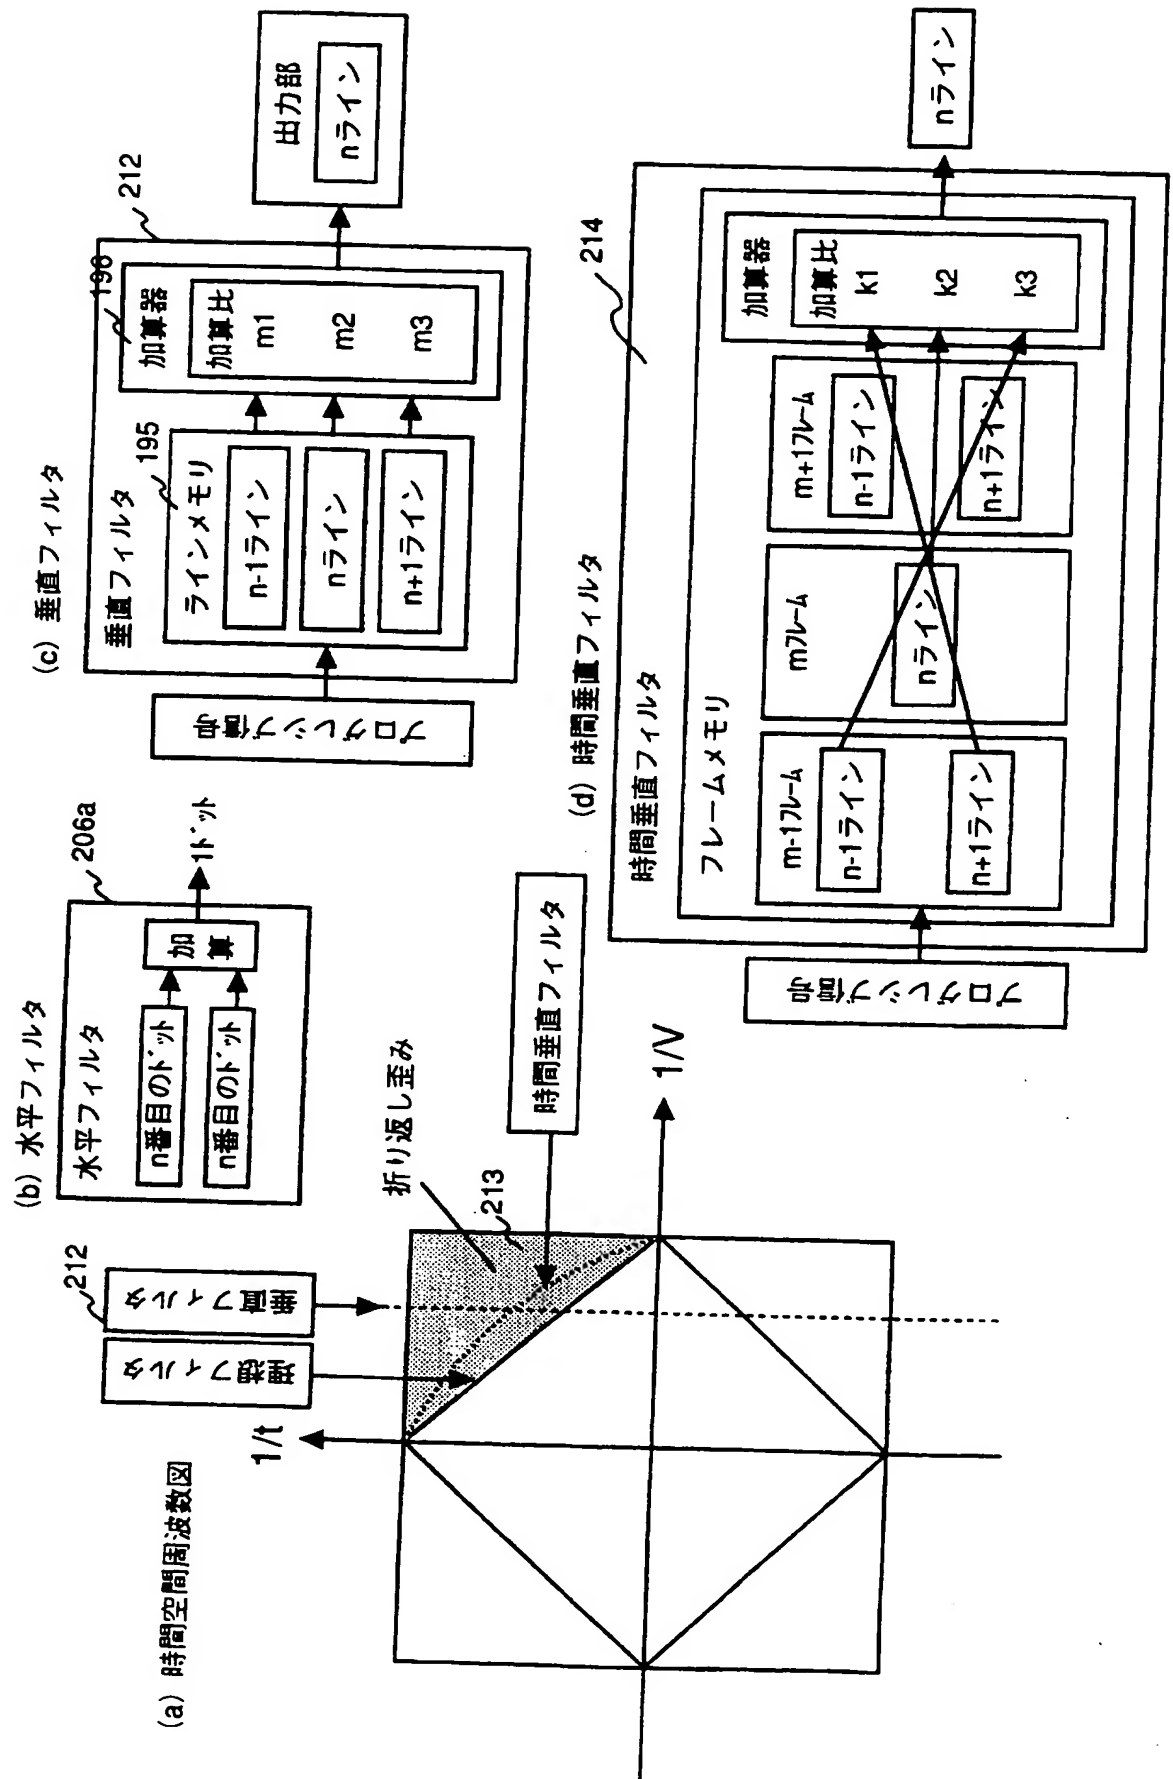 (a) 時間空間周波数図
1/t
1/V
理想フィルタ
垂直フィルタ
212
折り返し歪み
213
時間垂直フィルタ
(b) 水平フィルタ
水平フィルタ
206a
n番目のドット
n番目のドット
加算
1ドット
(c) 垂直フィルタ
垂直フィルタ
212
プログレシブ信号
ラインメモリ
195
n-1ライン
nライン
n+1ライン
196
加算器
加算比
m1
m2
m3
出力部
nライン
(d) 時間垂直フィルタ
時間垂直フィルタ
214
プログレシブ信号
フレームメモリ
m-1フレーム
n-1ライン
n+1ライン
mフレーム
nライン
m+1フレーム
n-1ライン
n+1ライン
加算器
加算比
k1
k2
k3
nライン